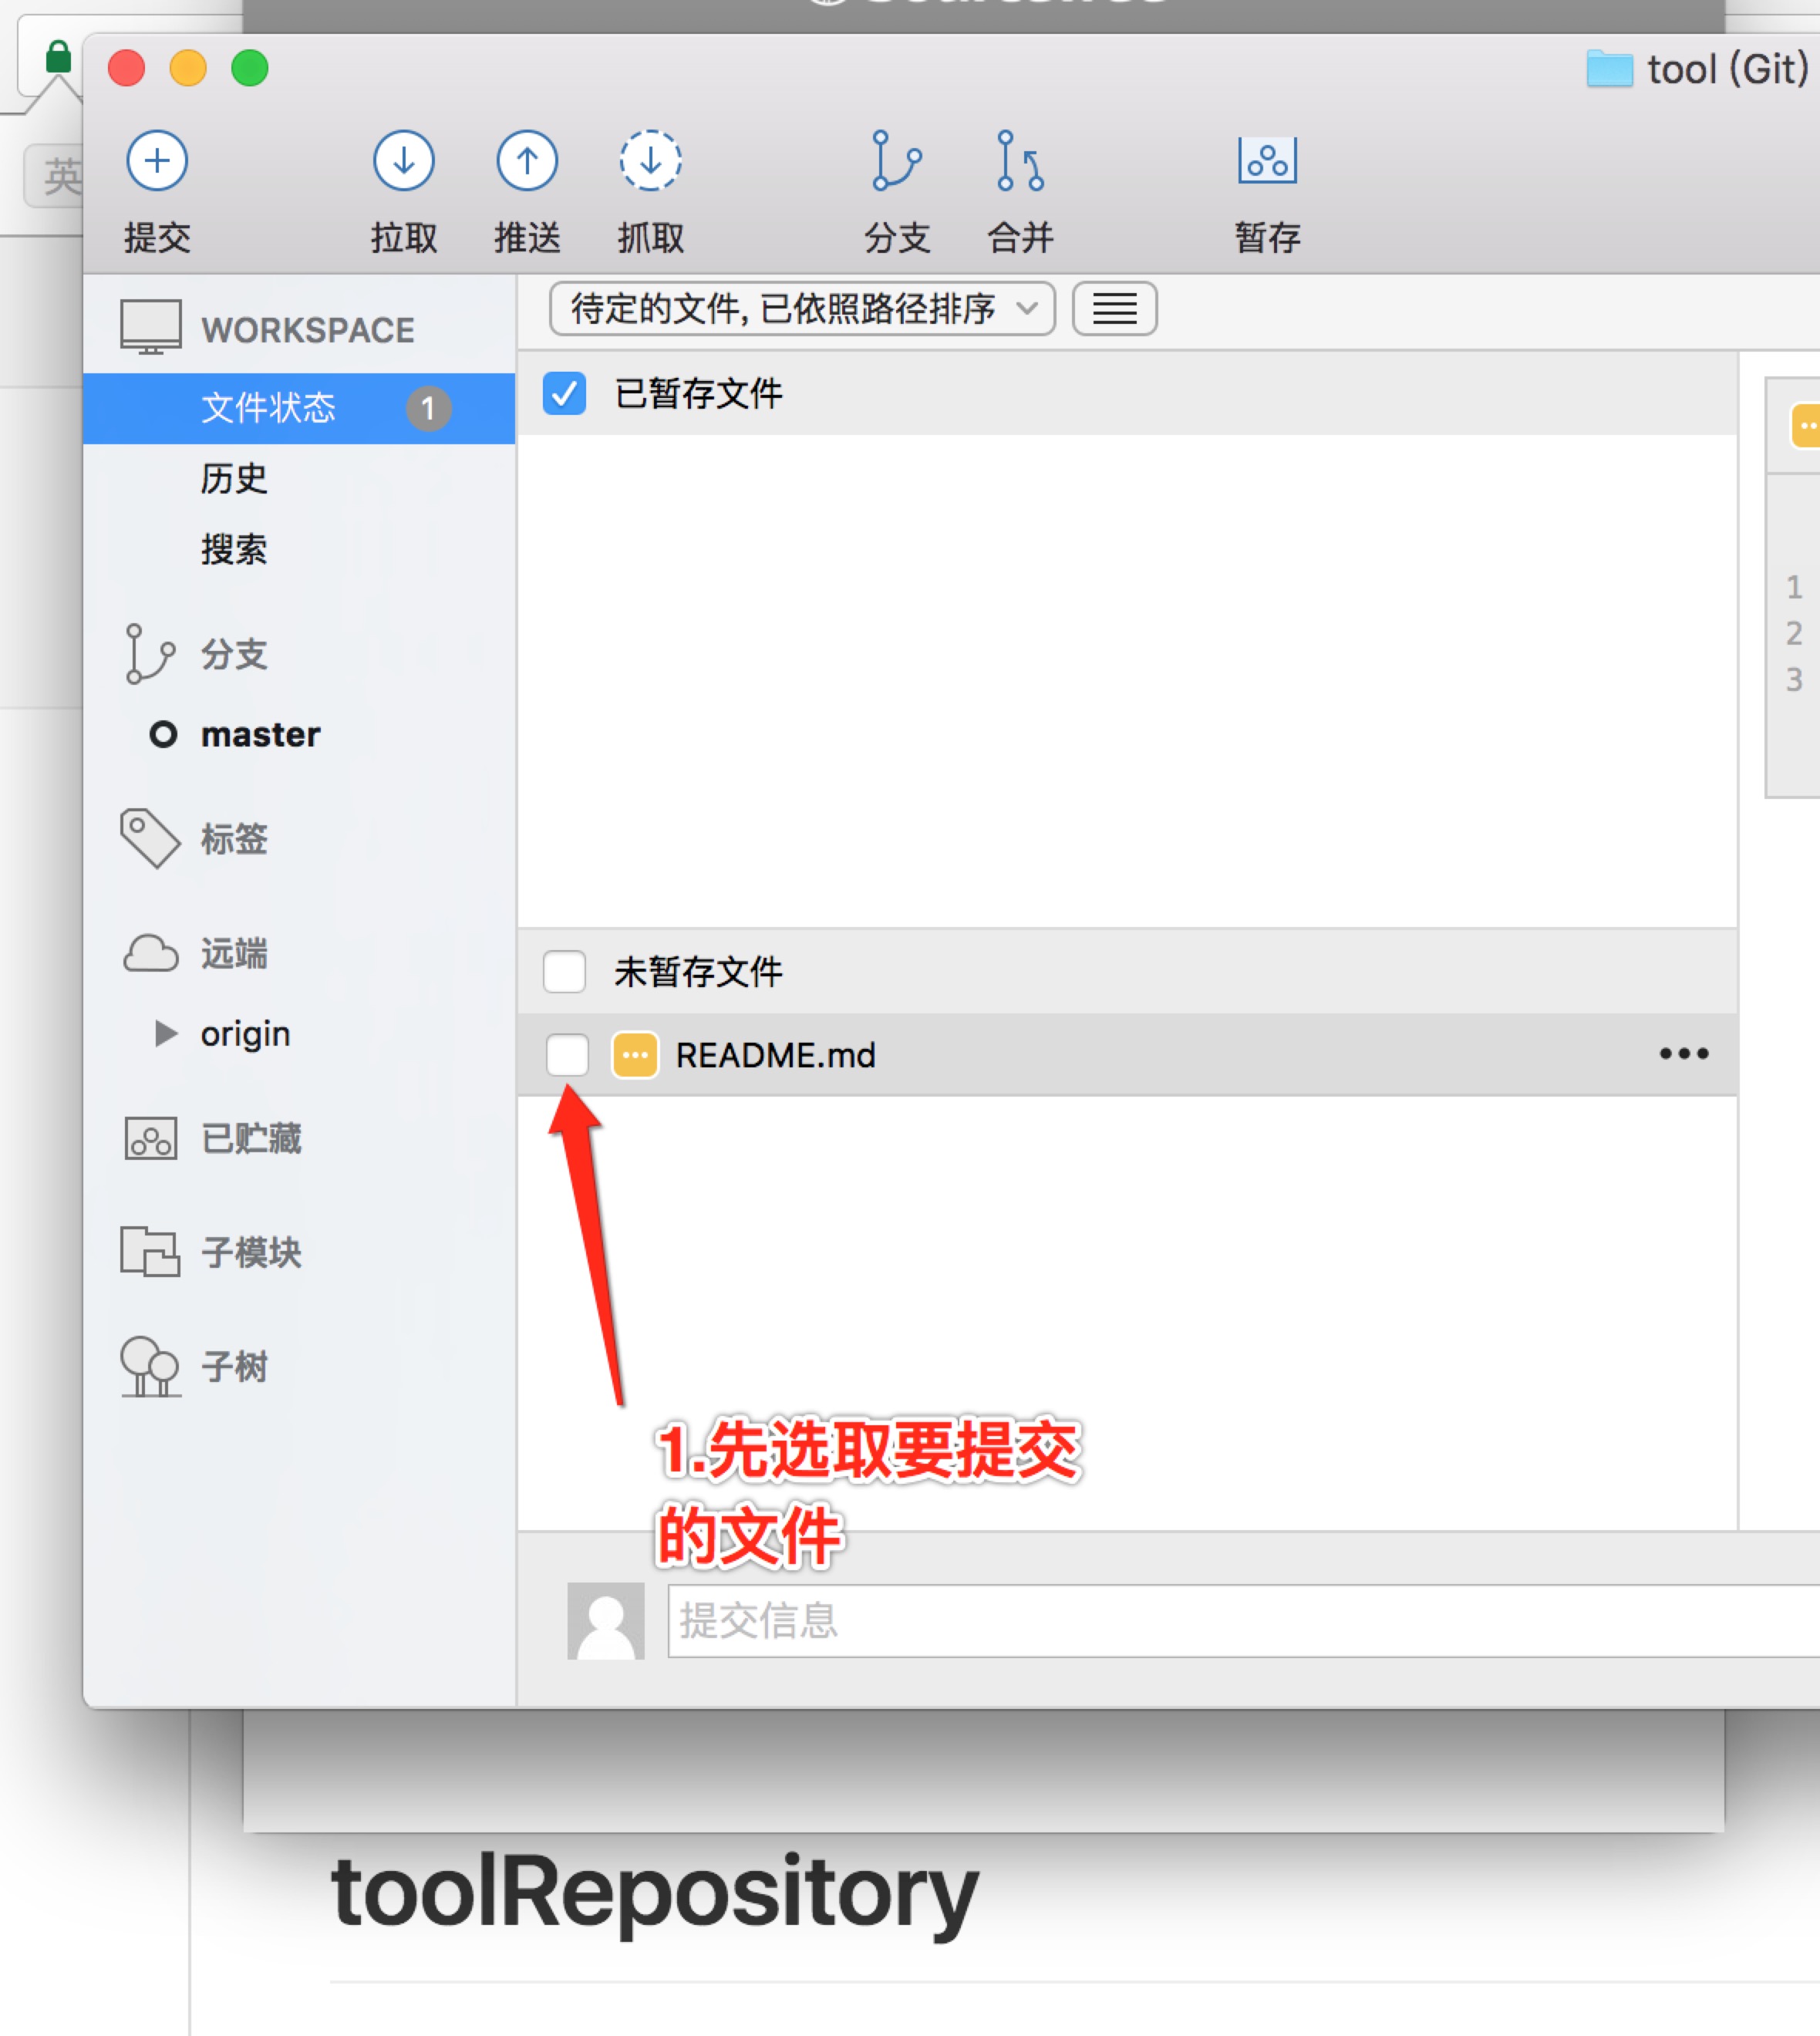 tool (Git)
英
提交
拉取
推送
抓取
分支
合并
暂存
WORKSPACE
待定的文件, 已依照路径排序
文件状态 1
已暂存文件
历史
搜索
1
2
3
分支
master
标签
远端
未暂存文件
origin
README.md
已贮藏
子模块
子树
1.先选取要提交
的文件
提交信息
toolRepository